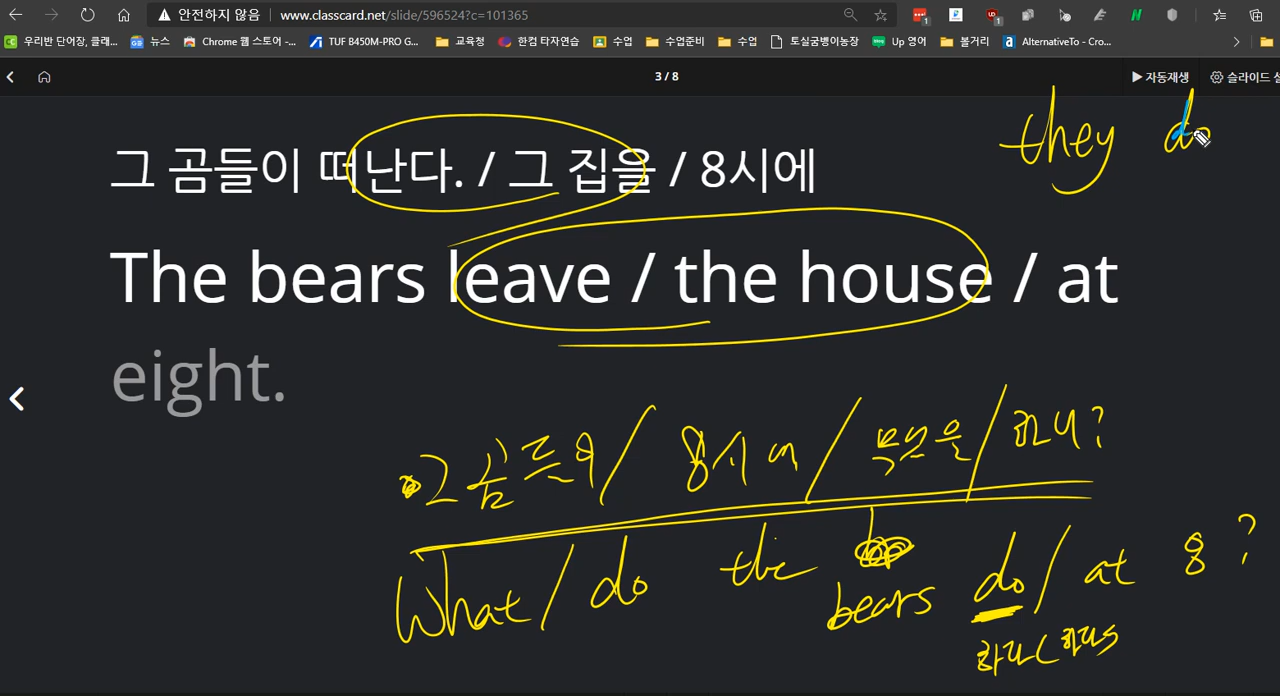 안전하지 않음 | www.classcard.net/slide/596524?c=101365
우리반 단어장, 클래... 뉴스 Chrome 웹 스토어 -... TUF B450M-PRO G... 교육청 한컴 타자연습 수업 수업준비 수업 토실궁뱅이농장 Up 영어 볼거리 AlternativeTo - Cro...
3 / 8 ▶ 자동재생 슬라이드 설
they do
그 곰들이 떠난다. / 그 집을 / 8시에
The bears leave / the house / at
eight.
그 곰들은 / 8시에 / 무엇을 / 하니?
What / do the bears do / at 8?